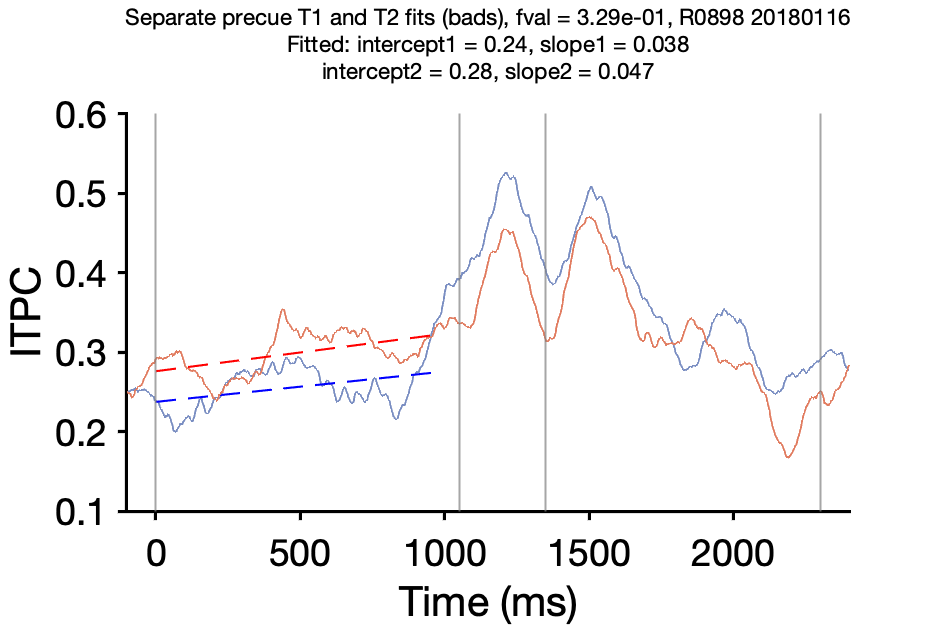 Separate precue T1 and T2 fits (bads), fval = 3.29e-01, R0898 20180116
Fitted: intercept1 = 0.24, slope1 = 0.038
intercept2 = 0.28, slope2 = 0.047
0.6
0.5
0.4
0.3
0.2
0.1
ITPC
0 500 1000 1500 2000
Time (ms)